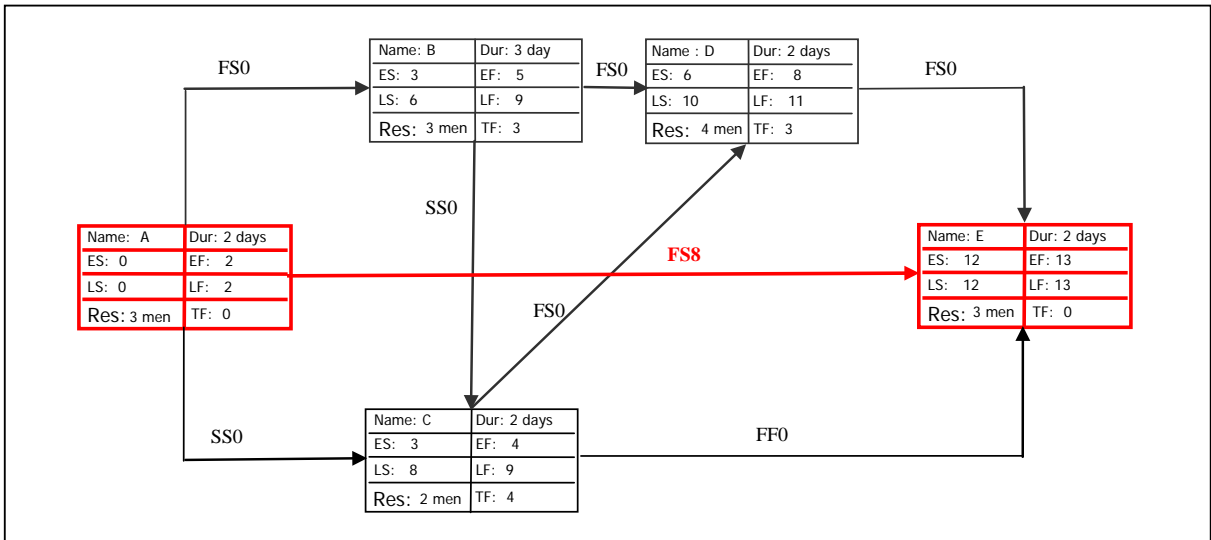 Name: B Dur: 3 day
ES: 3 EF: 5
LS: 6 LF: 9
Res: 3 men TF: 3
Name : D Dur: 2 days
ES: 6 EF: 8
LS: 10 LF: 11
Res: 4 men TF: 3
FS0
FS0
FS0
SS0
Name: A Dur: 2 days
ES: 0 EF: 2
LS: 0 LF: 2
Res: 3 men TF: 0
FS8
Name: E Dur: 2 days
ES: 12 EF: 13
LS: 12 LF: 13
Res: 3 men TF: 0
FS0
Name: C Dur: 2 days
ES: 3 EF: 4
LS: 8 LF: 9
Res: 2 men TF: 4
SS0
FF0